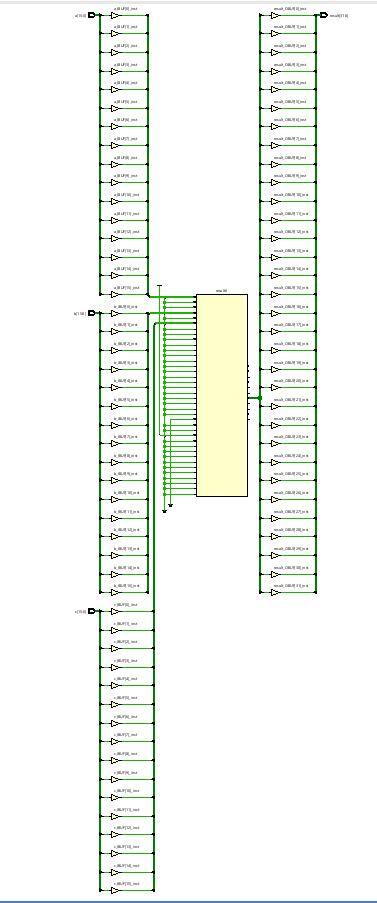 a[15:0]
a_IBUF[0]_inst
a_IBUF[1]_inst
a_IBUF[2]_inst
a_IBUF[3]_inst
a_IBUF[4]_inst
a_IBUF[5]_inst
a_IBUF[6]_inst
a_IBUF[7]_inst
a_IBUF[8]_inst
a_IBUF[9]_inst
a_IBUF[10]_inst
a_IBUF[11]_inst
a_IBUF[12]_inst
a_IBUF[13]_inst
a_IBUF[14]_inst
a_IBUF[15]_inst
b[15:0]
b_IBUF[0]_inst
b_IBUF[1]_inst
b_IBUF[2]_inst
b_IBUF[3]_inst
b_IBUF[4]_inst
b_IBUF[5]_inst
b_IBUF[6]_inst
b_IBUF[7]_inst
b_IBUF[8]_inst
b_IBUF[9]_inst
b_IBUF[10]_inst
b_IBUF[11]_inst
b_IBUF[12]_inst
b_IBUF[13]_inst
b_IBUF[14]_inst
b_IBUF[15]_inst
c[15:0]
c_IBUF[0]_inst
c_IBUF[1]_inst
c_IBUF[2]_inst
c_IBUF[3]_inst
c_IBUF[4]_inst
c_IBUF[5]_inst
c_IBUF[6]_inst
c_IBUF[7]_inst
c_IBUF[8]_inst
c_IBUF[9]_inst
c_IBUF[10]_inst
c_IBUF[11]_inst
c_IBUF[12]_inst
c_IBUF[13]_inst
c_IBUF[14]_inst
c_IBUF[15]_inst
result_OBUF[0]_inst
result_OBUF[1]_inst
result_OBUF[2]_inst
result_OBUF[3]_inst
result_OBUF[4]_inst
result_OBUF[5]_inst
result_OBUF[6]_inst
result_OBUF[7]_inst
result_OBUF[8]_inst
result_OBUF[9]_inst
result_OBUF[10]_inst
result_OBUF[11]_inst
result_OBUF[12]_inst
result_OBUF[13]_inst
result_OBUF[14]_inst
result_OBUF[15]_inst
result_OBUF[16]_inst
result_OBUF[17]_inst
result_OBUF[18]_inst
result_OBUF[19]_inst
result_OBUF[20]_inst
result_OBUF[21]_inst
result_OBUF[22]_inst
result_OBUF[23]_inst
result_OBUF[24]_inst
result_OBUF[25]_inst
result_OBUF[26]_inst
result_OBUF[27]_inst
result_OBUF[28]_inst
result_OBUF[29]_inst
result_OBUF[30]_inst
result_OBUF[31]_inst
result[31:0]